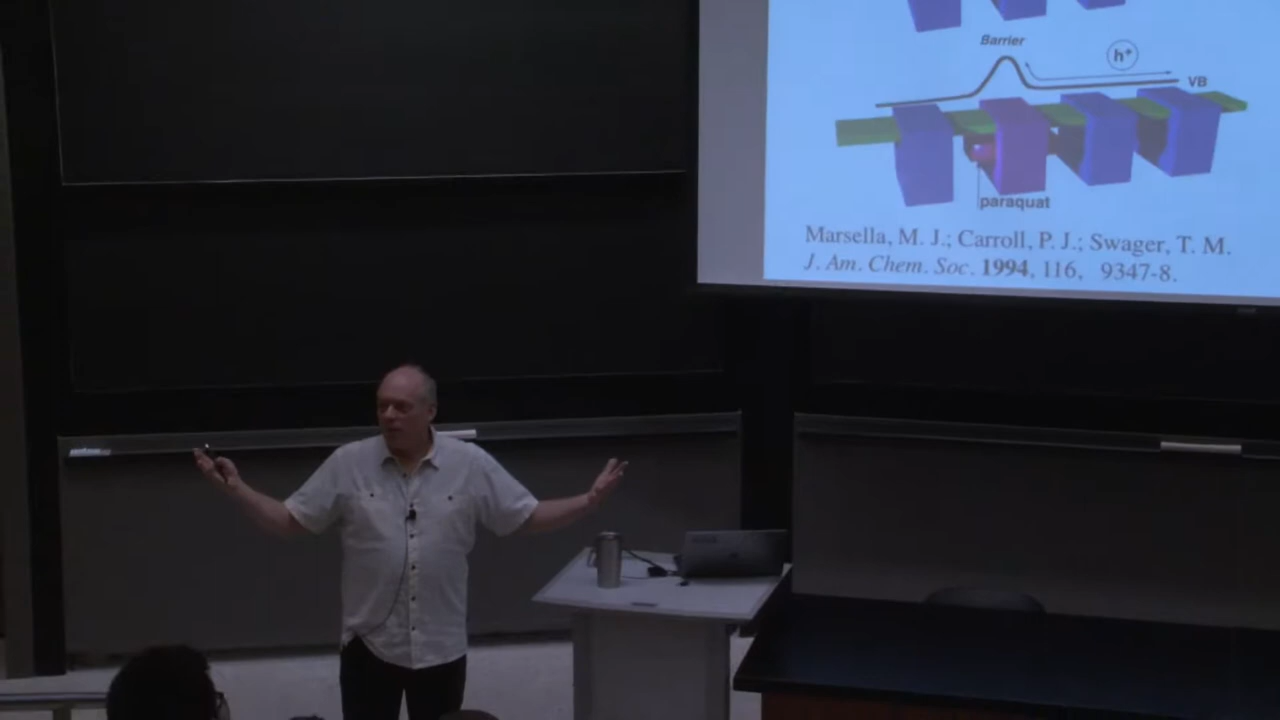 Barrier
h⁺
VB
paraquat
Marsella, M. J.; Carroll, P. J.; Swager, T. M.
J. Am. Chem. Soc. 1994, 116, 9347-8.